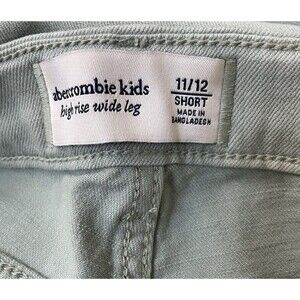 abercrombie kids
high rise wide leg
11/12
SHORT
MADE IN
BANGLADESH